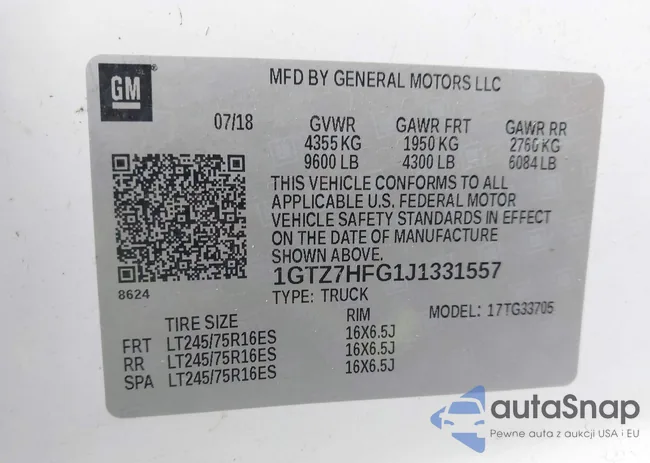 GM
MFD BY GENERAL MOTORS LLC
07/18 GVWR GAWR FRT GAWR RR
4355 KG 1950 KG 2760 KG
9600 LB 4300 LB 6084 LB
THIS VEHICLE CONFORMS TO ALL
APPLICABLE U.S. FEDERAL MOTOR
VEHICLE SAFETY STANDARDS IN EFFECT
ON THE DATE OF MANUFACTURE
SHOWN ABOVE.
1GTZ7HFG1J1331557
8624
TYPE: TRUCK MODEL: 17TG33705
TIRE SIZE RIM
FRT LT245/75R16ES 16X6.5J
RR LT245/75R16ES 16X6.5J
SPA LT245/75R16ES 16X6.5J
autaSnap
Pewne auta z aukcji USA i EU